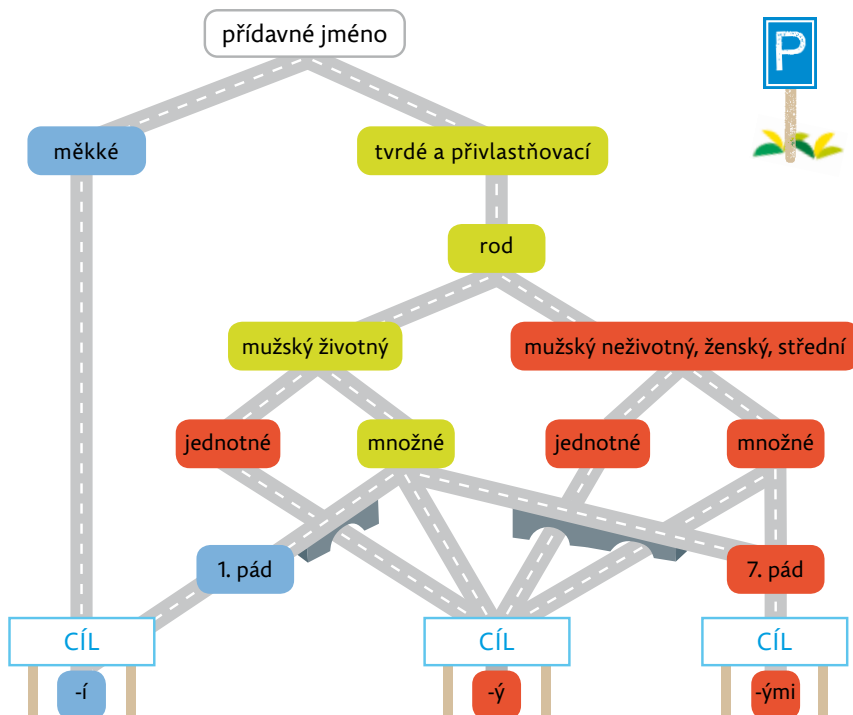 přídavné jméno
P
měkké
tvrdé a přivlastňovací
rod
mužský životný
mužský neživotný, ženský, střední
jednotné
množné
jednotné
množné
1. pád
7. pád
CÍL
CÍL
CÍL
-í
-ý
-ými